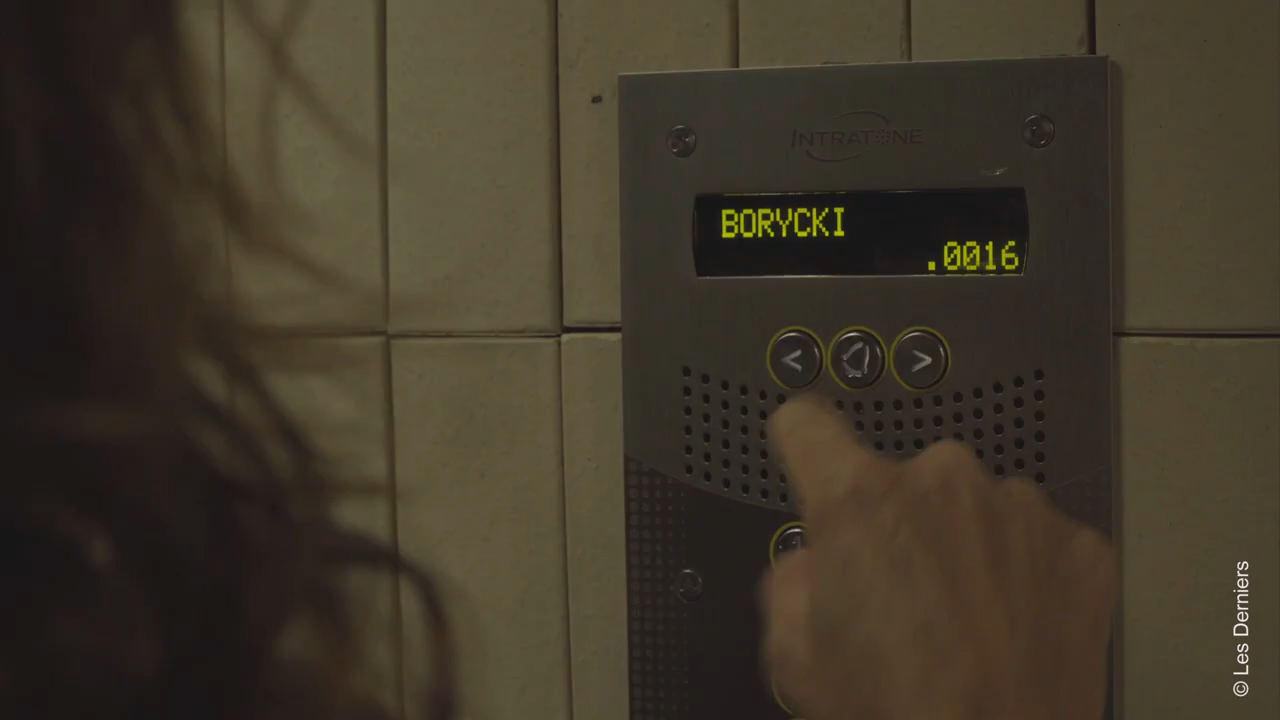 INTRATONE
BORYCKI
.0016
< >
© Les Derniers